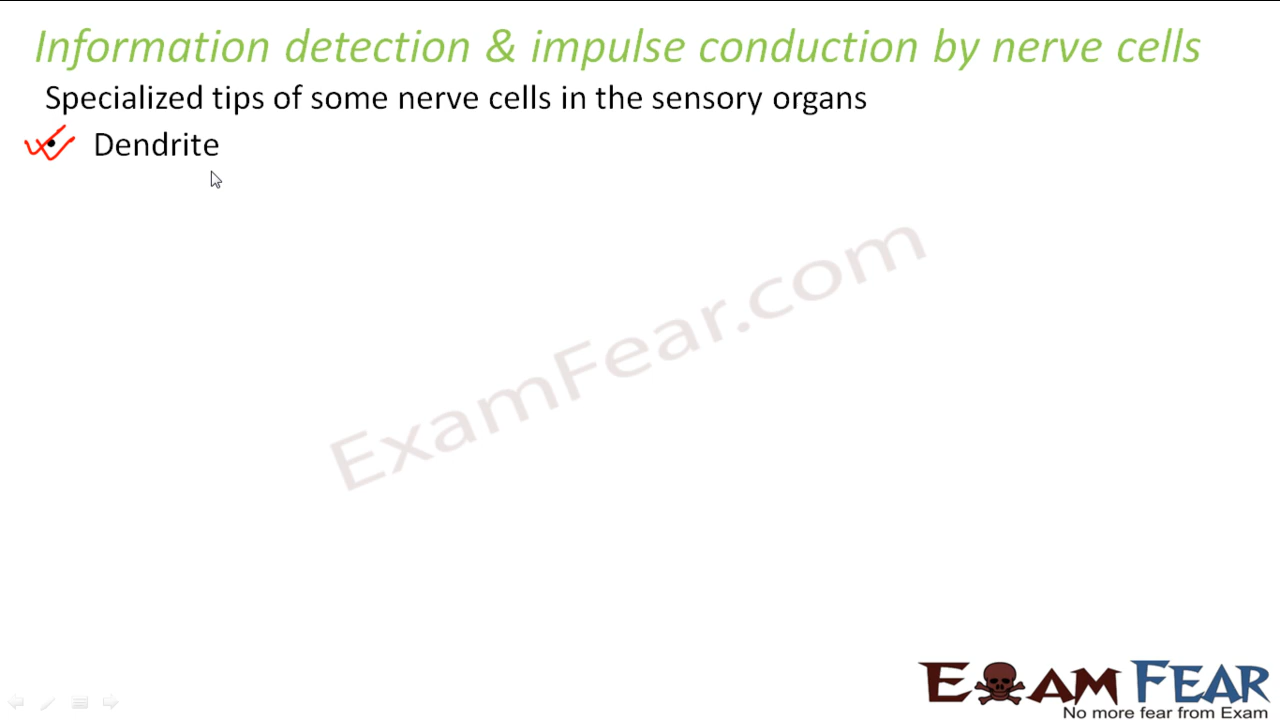 Information detection & impulse conduction by nerve cells
Specialized tips of some nerve cells in the sensory organs
• Dendrite
ExamFear.com
EXAM FEAR
No more fear from Exam